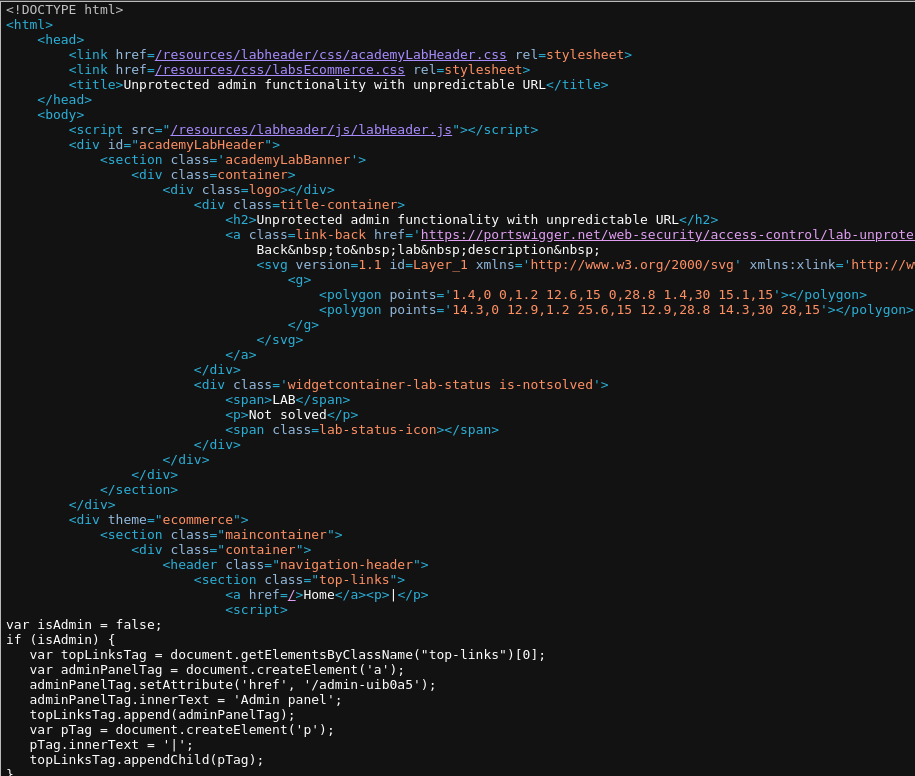 <!DOCTYPE html>
<html>
    <head>
        <link href=/resources/labheader/css/academyLabHeader.css rel=stylesheet>
        <link href=/resources/css/labsEcommerce.css rel=stylesheet>
        <title>Unprotected admin functionality with unpredictable URL</title>
    </head>
    <body>
        <script src="/resources/labheader/js/labHeader.js"></script>
        <div id="academyLabHeader">
            <section class='academyLabBanner'>
                <div class=container>
                    <div class=logo></div>
                        <div class=title-container>
                            <h2>Unprotected admin functionality with unpredictable URL</h2>
                            <a class=link-back href='https://portswigger.net/web-security/access-control/lab-unprote
                                Back&nbsp;to&nbsp;lab&nbsp;description&nbsp;
                                <svg version=1.1 id=Layer_1 xmlns='http://www.w3.org/2000/svg' xmlns:xlink='http://w
                                    <g>
                                        <polygon points='1.4,0 0,1.2 12.6,15 0,28.8 1.4,30 15.1,15'></polygon>
                                        <polygon points='14.3,0 12.9,1.2 25.6,15 12.9,28.8 14.3,30 28,15'></polygon>
                                    </g>
                                </svg>
                            </a>
                        </div>
                        <div class='widgetcontainer-lab-status is-notsolved'>
                            <span>LAB</span>
                            <p>Not solved</p>
                            <span class=lab-status-icon></span>
                        </div>
                    </div>
                </div>
            </section>
        </div>
        <div theme="ecommerce">
            <section class="maincontainer">
                <div class="container">
                    <header class="navigation-header">
                        <section class="top-links">
                            <a href=/>Home</a><p>|</p>
                            <script>
var isAdmin = false;
if (isAdmin) {
   var topLinksTag = document.getElementsByClassName("top-links")[0];
   var adminPanelTag = document.createElement('a');
   adminPanelTag.setAttribute('href', '/admin-uib0a5');
   adminPanelTag.innerText = 'Admin panel';
   topLinksTag.append(adminPanelTag);
   var pTag = document.createElement('p');
   pTag.innerText = '|';
   topLinksTag.appendChild(pTag);
}